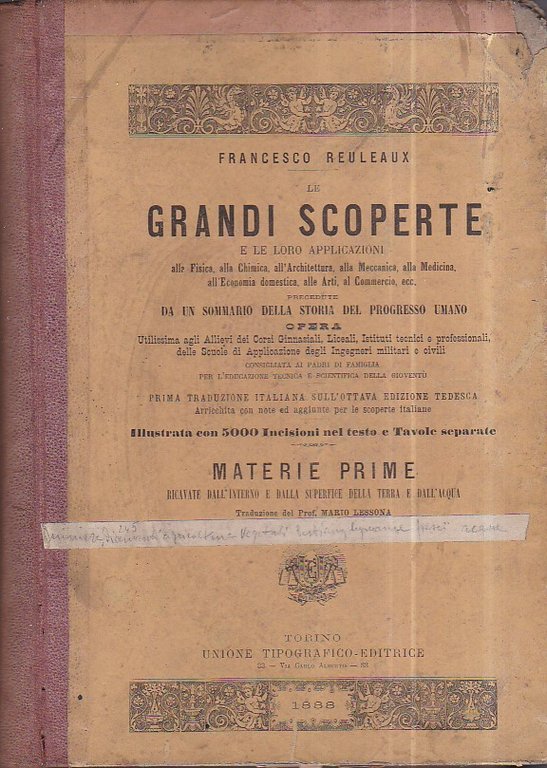 FRANCESCO REULEAUX
LE
GRANDI SCOPERTE
E LE LORO APPLICAZIONI
alla Fisica, alla Chimica, all'Architettura, alla Meccanica, alla Medicina,
all'Economia domestica, alle Arti, al Commercio, ecc.
PRECEDUTE
DA UN SOMMARIO DELLA STORIA DEL PROGRESSO UMANO
OPERA
Utilissima agli Allievi dei Corsi Ginnasiali, Liceali, Istituti tecnici e professionali,
delle Scuole di Applicazione degli Ingegneri militari e civili
CONSIGLIATA AI PADRI DI FAMIGLIA
PER L'EDUCAZIONE TECNICA E SCIENTIFICA DELLA GIOVENTÙ
PRIMA TRADUZIONE ITALIANA SULL'OTTAVA EDIZIONE TEDESCA
Arricchita con note ed aggiunte per le scoperte italiane
Illustrata con 5000 Incisioni nel testo e Tavole separate
MATERIE PRIME
RICAVATE DALL'INTERNO E DALLA SUPERFICE DELLA TERRA E DALL'ACQUA
Traduzione del Prof. MARIO LESSONA
245
TORINO
UNIONE TIPOGRAFICO-EDITRICE
33 — VIA CARLO ALBERTO — 33
1888